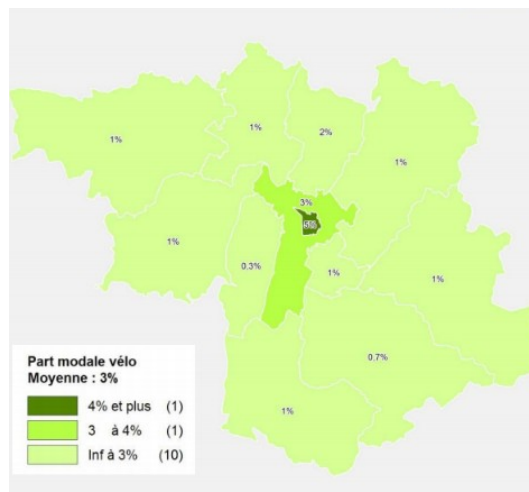 1%
1%
2%
1%
3%
5%
1%
0.3%
1%
1%
0.7%
1%
Part modale vélo
Moyenne : 3%
4% et plus (1)
3 à 4% (1)
Inf à 3% (10)